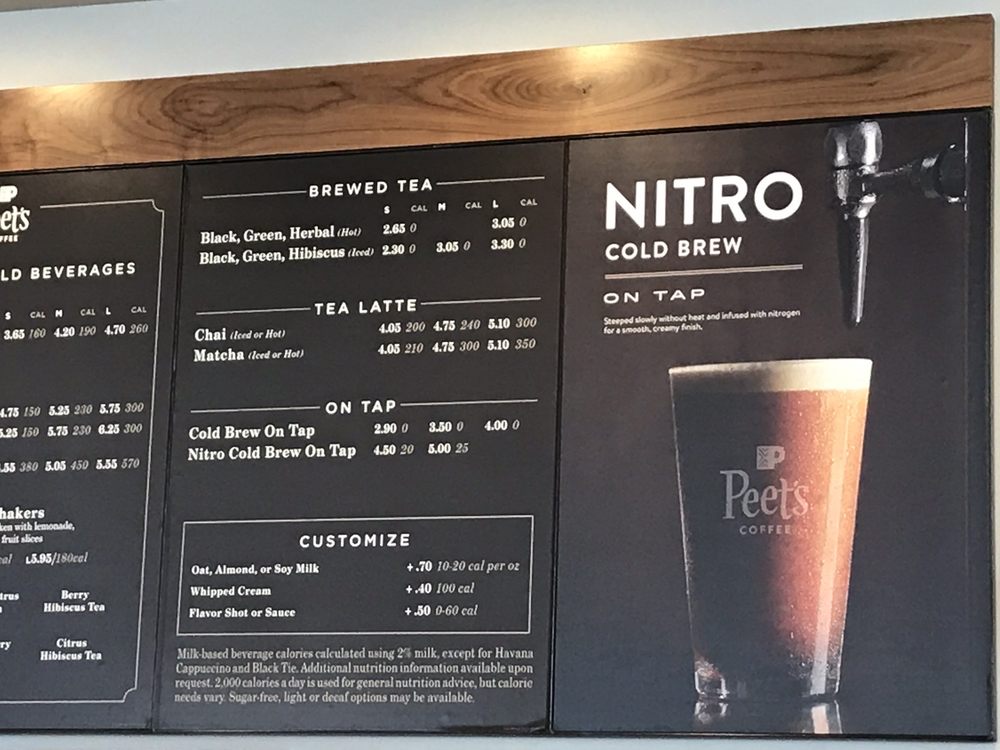 eet's
COLD BEVERAGES
S CAL M CAL L CAL
3.65 160 4.20 190 4.70 260
4.75 150 5.25 230 5.75 300
5.25 150 5.75 230 6.25 300
.55 380 5.05 450 5.55 570
hakers
ken with lemonade,
fruit slices
cal L5.95/180cal
trus Berry
Hibiscus Tea
ry Citrus
Hibiscus Tea
BREWED TEA
S CAL M CAL L CAL
Black, Green, Herbal (Hot) 2.65 0 3.05 0
Black, Green, Hibiscus (Iced) 2.30 0 3.05 0 3.30 0
TEA LATTE
Chai (Iced or Hot) 4.05 200 4.75 240 5.10 300
Matcha (Iced or Hot) 4.05 210 4.75 300 5.10 350
ON TAP
Cold Brew On Tap 2.90 0 3.50 0 4.00 0
Nitro Cold Brew On Tap 4.50 20 5.00 25
CUSTOMIZE
Oat, Almond, or Soy Milk +.70 10-20 cal per oz
Whipped Cream +.40 100 cal
Flavor Shot or Sauce +.50 0-60 cal
Milk-based beverage calories calculated using 2% milk, except for Havana
Cappuccino and Black Tie. Additional nutrition information available upon
request. 2,000 calories a day is used for general nutrition advice, but calorie
needs vary. Sugar-free, light or decaf options may be available.
NITRO
COLD BREW
ON TAP
Steeped slowly without heat and infused with nitrogen
for a smooth, creamy finish.
Peet's
COFFEE